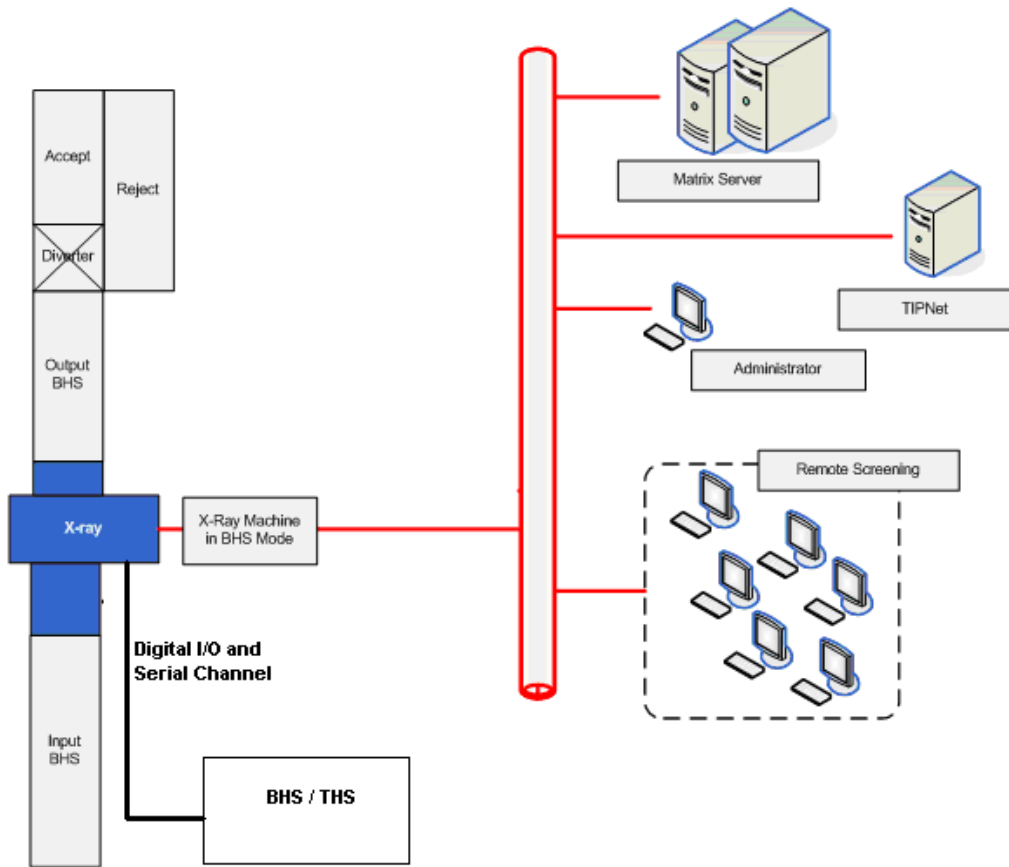 Accept
Reject
Diverter
Output
BHS
X-ray
X-Ray Machine
in BHS Mode
Digital I/O and
Serial Channel
Input
BHS
BHS / THS
Matrix Server
TIPNet
Administrator
Remote Screening